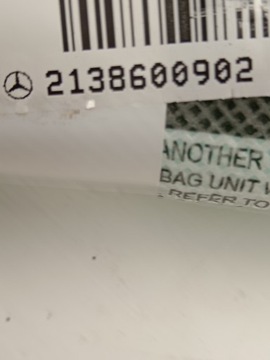 2138600902
ANOTHER
BAG UNIT
REFER TO